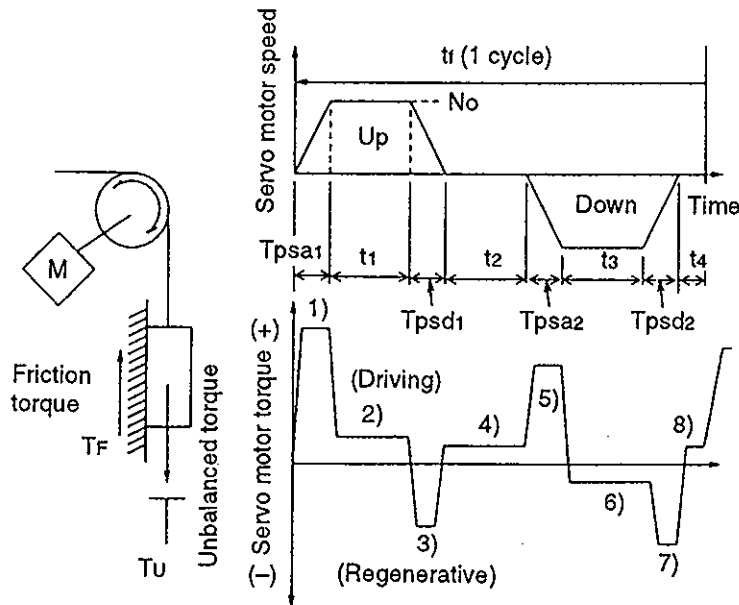 Servo motor speed
tf (1 cycle)
No
Up
Down
Time
M
Tpsa1
t1
t2
t3
t4
Tpsd1
Tpsa2
Tpsd2
Friction
torque
TF
Unbalanced torque
TU
Servo motor torque
(+)
(–)
(Driving)
(Regenerative)
1)
2)
3)
4)
5)
6)
7)
8)